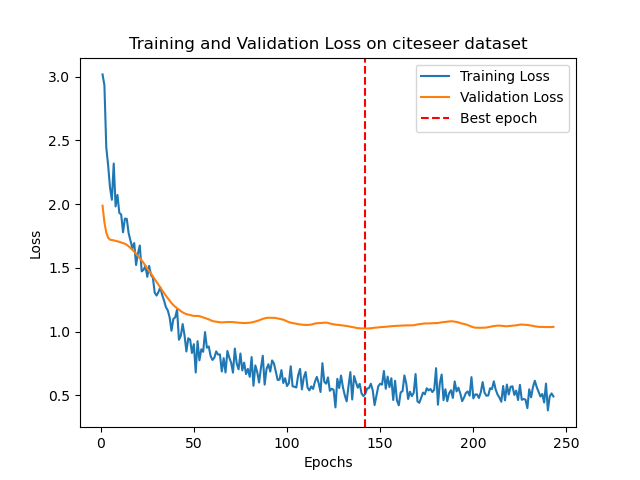 Training and Validation Loss on citeseer dataset
Training Loss
Validation Loss
Best epoch
Loss
3.0
2.5
2.0
1.5
1.0
0.5
0
50
100
150
200
250
Epochs